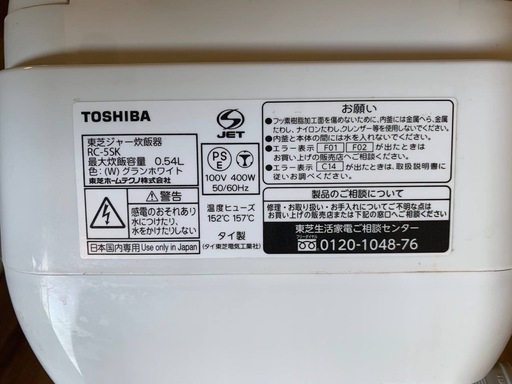 TOSHIBA
東芝ジャー炊飯器
RC-5SK
最大炊飯容量 0.54L
色:(W)グランホワイト
東芝ホームテクノ株式会社
⚠警告
感電のおそれあり
水につけたり
水をかけたりしない
日本国内専用 Use only in Japan
S
JET
PS
E
100V 400W
50/60Hz
温度ヒューズ
152℃ 157℃
タイ製
(タイ東芝電気工業社)
お願い
●フッ素樹脂加工面を傷めないために、内釜には金属へら、金属
たわし、ナイロンたわし、クレンザー等を使用しないでください。
●内釜と本体の間には水を入れないでください。
●エラー表示 F01 F02 が出たときは
お買い上げの販売店へご相談ください。
●エラー表示 C14 が出たときは、取扱説明書に
従って処置してください。
製品のご相談について
修理・お取り扱い・お手入れについてご不明な点は
お買い上げの販売店または下記の窓口にご相談ください。
東芝生活家電ご相談センター
フリーダイヤル 0120-1048-76